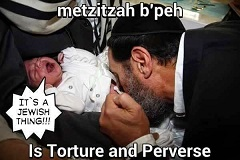 metzitzah b'peh
IT`S A
JEWISH
THING!!!
Is Torture and Perverse